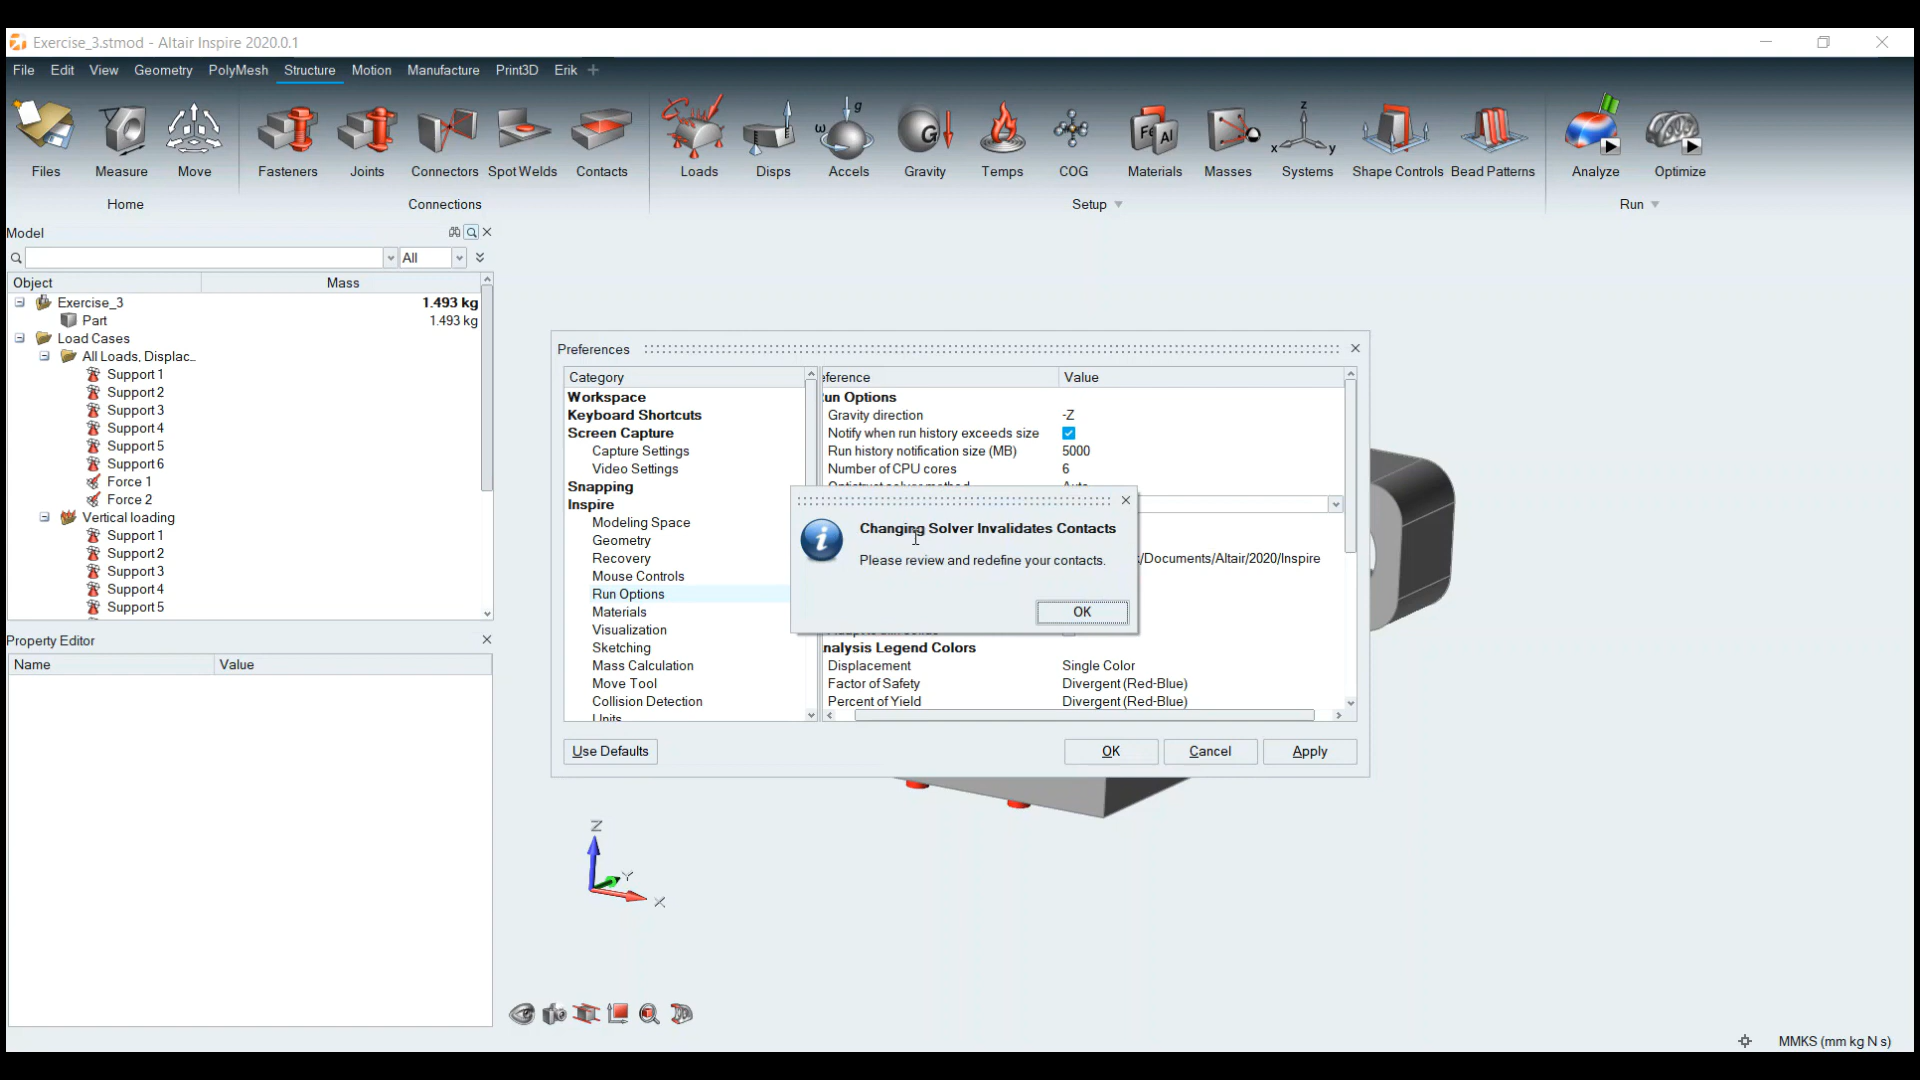 Exercise_3.stmod - Altair Inspire 2020.0.1
File Edit View Geometry PolyMesh Structure Motion Manufacture Print3D Erik
g
ω
G
Fe Al
z
x y
Files Measure Move Fasteners Joints Connectors Spot Welds Contacts Loads Disps Accels Gravity Temps COG Materials Masses Systems Shape Controls Bead Patterns Analyze Optimize
Home Connections Setup Run
Model
All
Object Mass
Exercise_3 1.493 kg
Part 1.493 kg
Load Cases
All Loads, Displac...
Support 1
Support 2
Support 3
Support 4
Support 5
Support 6
Force 1
Force 2
Vertical loading
Support 1
Support 2
Support 3
Support 4
Support 5
Property Editor
Name Value
Preferences
Category
Workspace
Keyboard Shortcuts
Screen Capture
Capture Settings
Video Settings
Snapping
Inspire
Modeling Space
Geometry
Recovery
Mouse Controls
Run Options
Materials
Visualization
Sketching
Mass Calculation
Move Tool
Collision Detection
Units
eference Value
un Options
Gravity direction -Z
Notify when run history exceeds size
Run history notification size (MB) 5000
Number of CPU cores 6
Changing Solver Invalidates Contacts
Please review and redefine your contacts.
OK
/Documents/Altair/2020/Inspire
nalysis Legend Colors
Displacement Single Color
Factor of Safety Divergent (Red-Blue)
Percent of Yield Divergent (Red-Blue)
Use Defaults OK Cancel Apply
Z
Y
X
MMKS (mm kg N s)